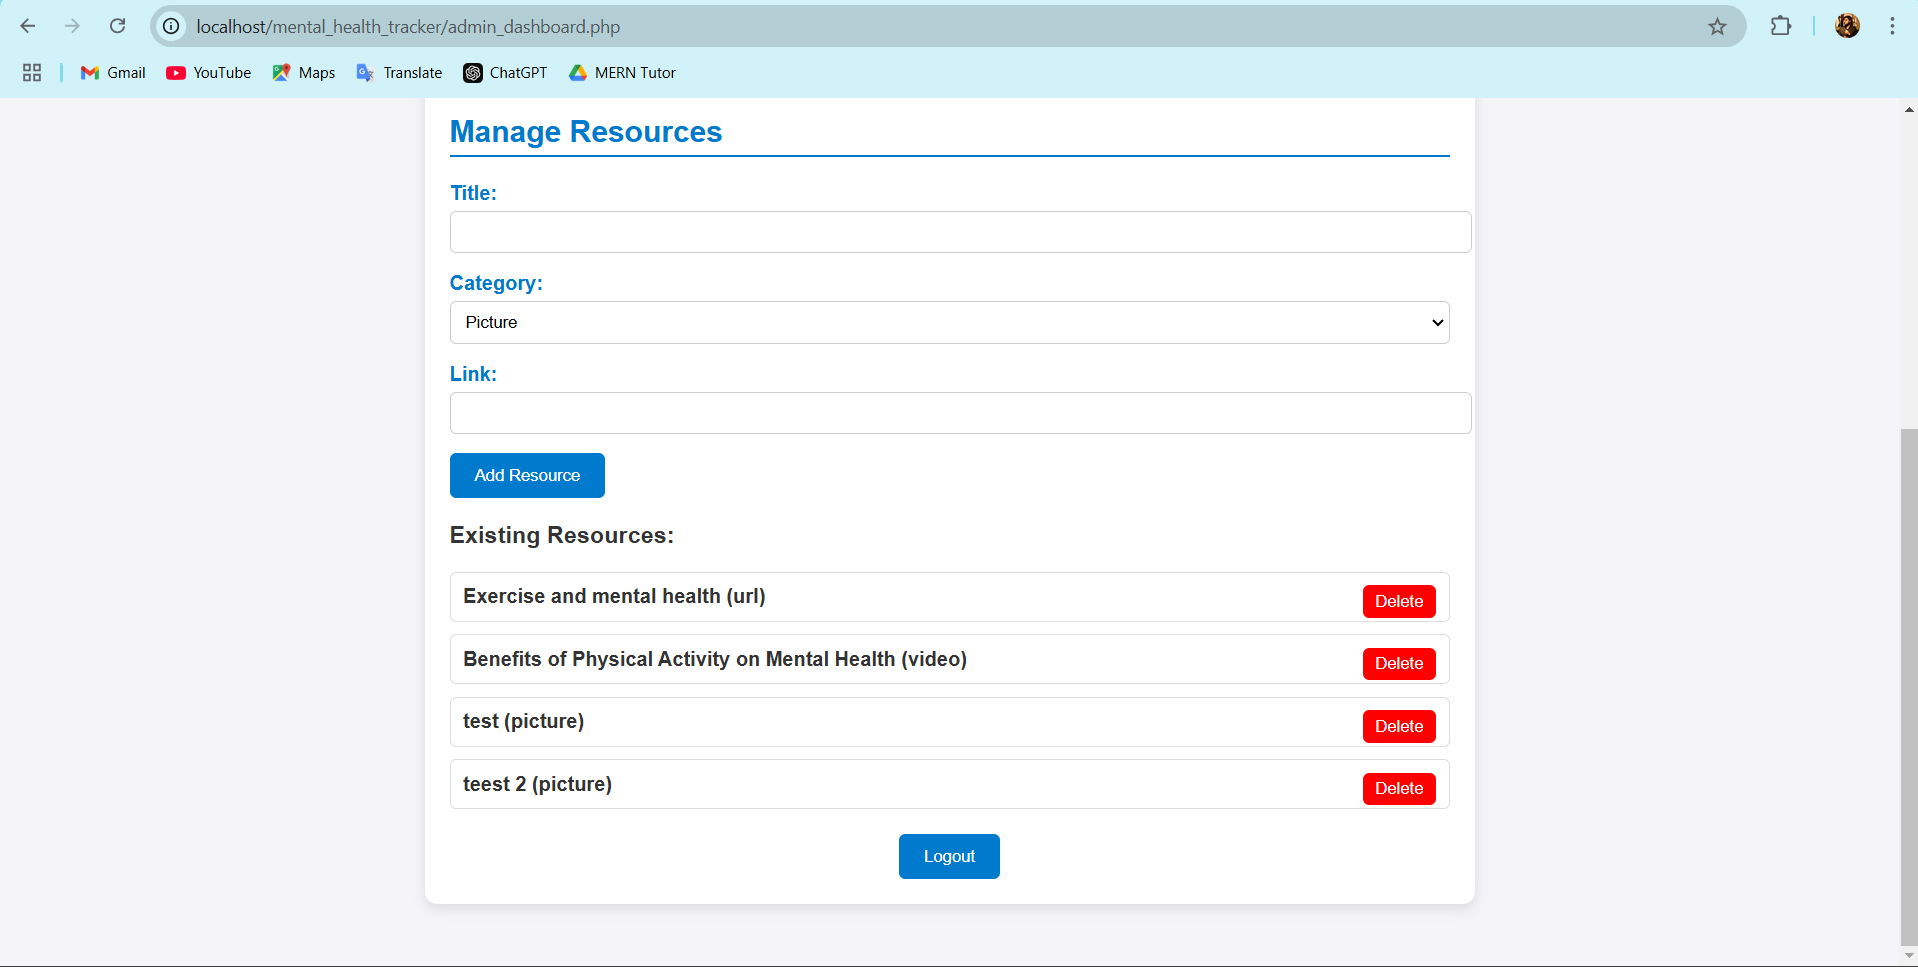 localhost/mental_health_tracker/admin_dashboard.php
Gmail YouTube Maps Translate ChatGPT MERN Tutor
Manage Resources
Title:
Category:
Picture
Link:
Add Resource
Existing Resources:
Exercise and mental health (url) Delete
Benefits of Physical Activity on Mental Health (video) Delete
test (picture) Delete
teest 2 (picture) Delete
Logout